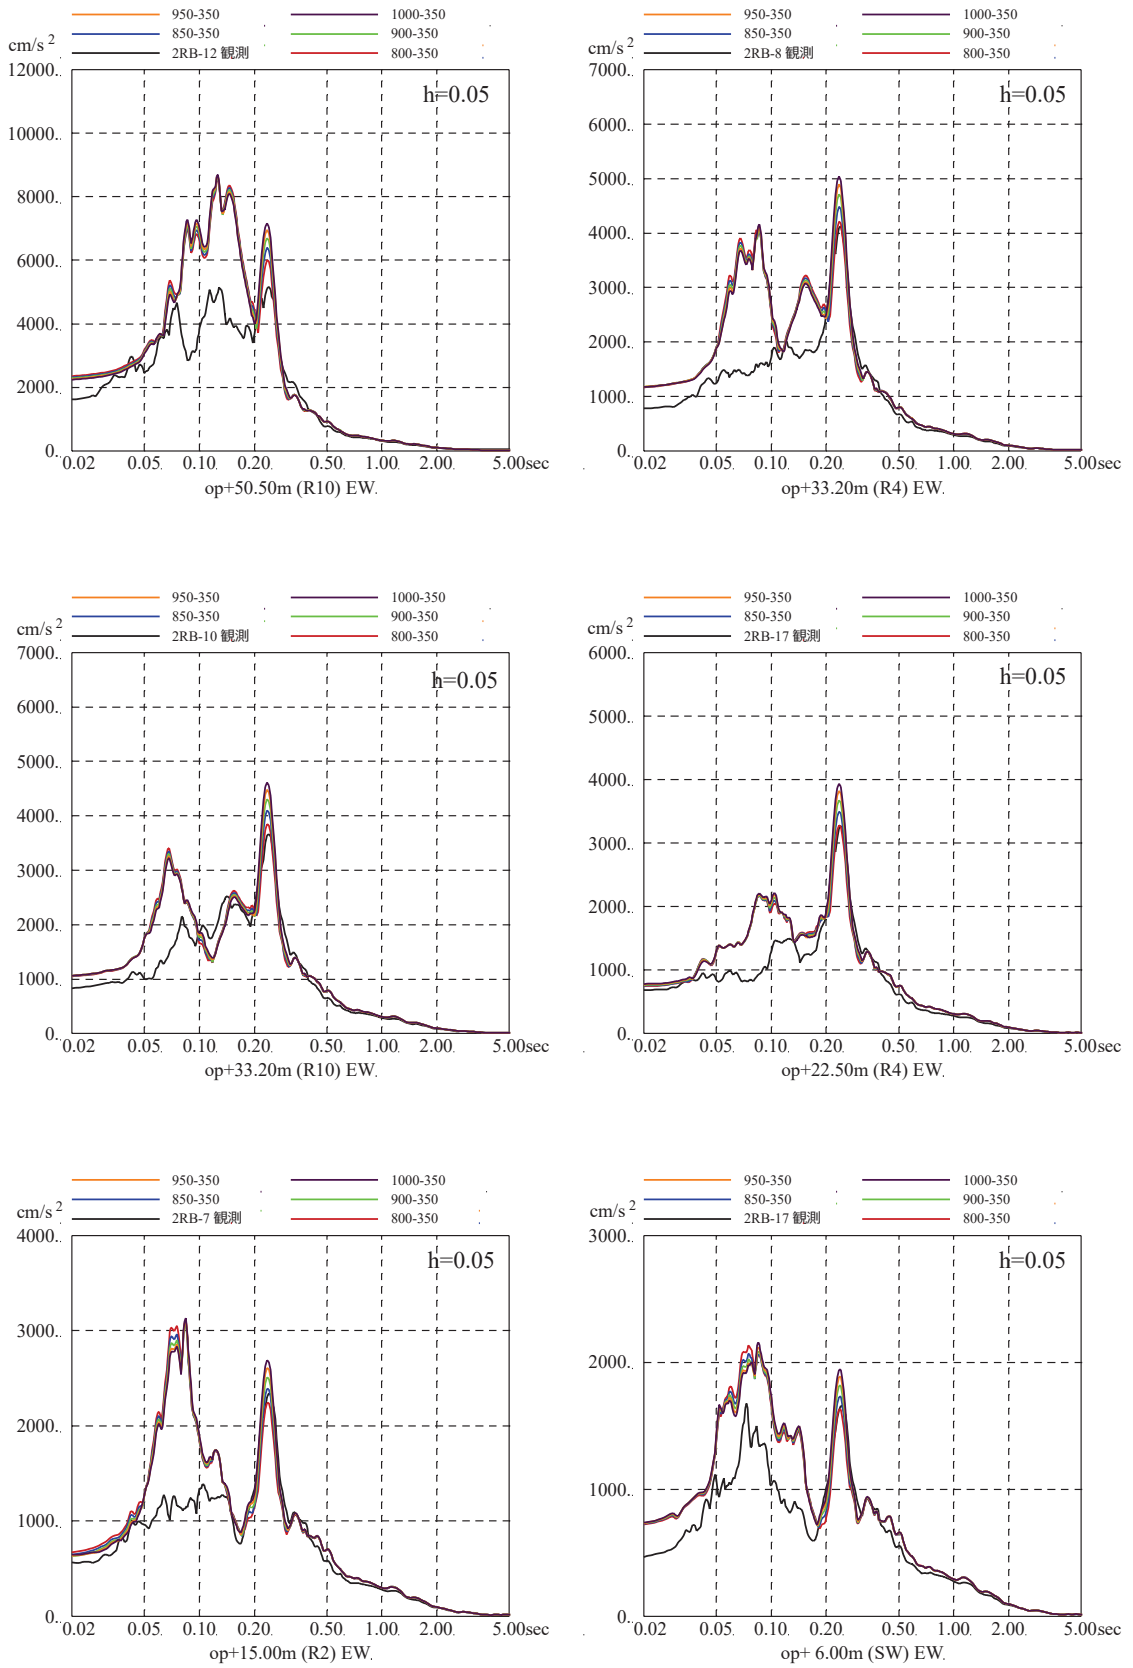 950-350 1000-350
850-350 900-350
2RB-12 観測 800-350
cm/s 2
h=0.05
12000.
10000.
8000.
6000.
4000.
2000.
0.
0.02 0.05 0.10 0.20 0.50 1.00 2.00 5.00sec
op+50.50m (R10) EW.
950-350 1000-350
850-350 900-350
2RB-8 観測 800-350
cm/s 2
h=0.05
7000.
6000.
5000.
4000.
3000.
2000.
1000.
0.
0.02 0.05 0.10 0.20 0.50 1.00 2.00 5.00sec
op+33.20m (R4) EW.
950-350 1000-350
850-350 900-350
2RB-10 観測 800-350
cm/s 2
h=0.05
7000.
6000.
5000.
4000.
3000.
2000.
1000.
0.
0.02 0.05 0.10 0.20 0.50 1.00 2.00 5.00sec
op+33.20m (R10) EW.
950-350 1000-350
850-350 900-350
2RB-17 観測 800-350
cm/s 2
h=0.05
6000.
5000.
4000.
3000.
2000.
1000.
0.
0.02 0.05 0.10 0.20 0.50 1.00 2.00 5.00sec
op+22.50m (R4) EW.
950-350 1000-350
850-350 900-350
2RB-7 観測 800-350
cm/s 2
h=0.05
4000.
3000.
2000.
1000.
0.
0.02 0.05 0.10 0.20 0.50 1.00 2.00 5.00sec
op+15.00m (R2) EW.
950-350 1000-350
850-350 900-350
2RB-17 観測 800-350
cm/s 2
h=0.05
3000.
2000.
1000.
0.
0.02 0.05 0.10 0.20 0.50 1.00 2.00 5.00sec
op+ 6.00m (SW) EW.